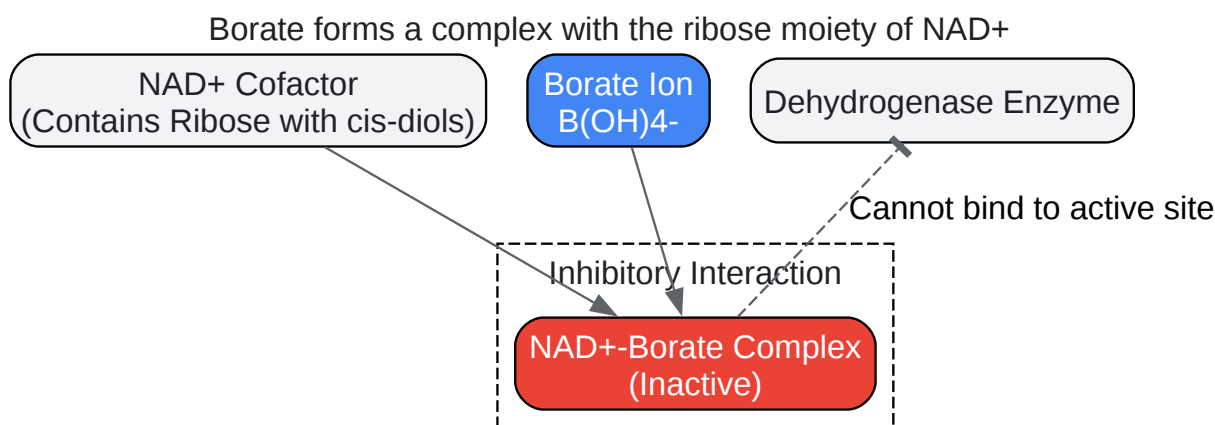 Borate forms a complex with the ribose moiety of NAD+
NAD+ Cofactor
(Contains Ribose with cis-diols)
Borate Ion
B(OH)4-
Dehydrogenase Enzyme
Cannot bind to active site
Inhibitory Interaction
NAD+-Borate Complex
(Inactive)